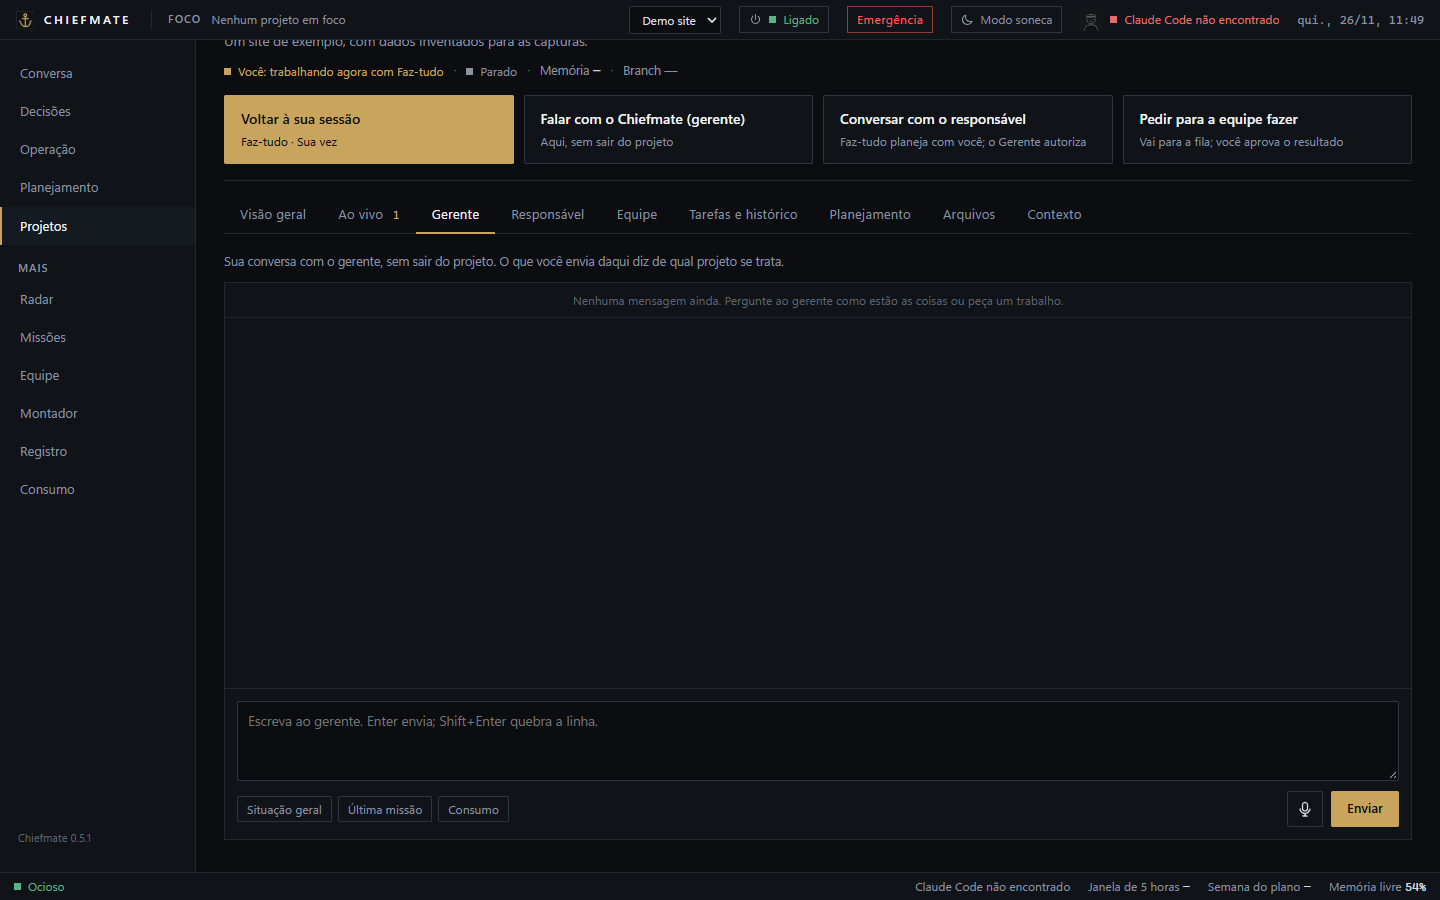 CHIEFMATE
FOCO Nenhum projeto em foco
Demo site
Ligado
Emergência
Modo soneca
Claude Code não encontrado
qui., 26/11, 11:49
Conversa
Decisões
Operação
Planejamento
Projetos
MAIS
Radar
Missões
Equipe
Montador
Registro
Consumo
Chiefmate 0.5.1
Um site de exemplo, com dados inventados para as capturas.
Você: trabalhando agora com Faz-tudo · Parado · Memória — · Branch —
Voltar à sua sessão
Faz-tudo · Sua vez
Falar com o Chiefmate (gerente)
Aqui, sem sair do projeto
Conversar com o responsável
Faz-tudo planeja com você; o Gerente autoriza
Pedir para a equipe fazer
Vai para a fila; você aprova o resultado
Visão geral
Ao vivo 1
Gerente
Responsável
Equipe
Tarefas e histórico
Planejamento
Arquivos
Contexto
Sua conversa com o gerente, sem sair do projeto. O que você envia daqui diz de qual projeto se trata.
Nenhuma mensagem ainda. Pergunte ao gerente como estão as coisas ou peça um trabalho.
Escreva ao gerente. Enter envia; Shift+Enter quebra a linha.
Situação geral
Última missão
Consumo
Enviar
Ocioso
Claude Code não encontrado
Janela de 5 horas —
Semana do plano —
Memória livre 54%